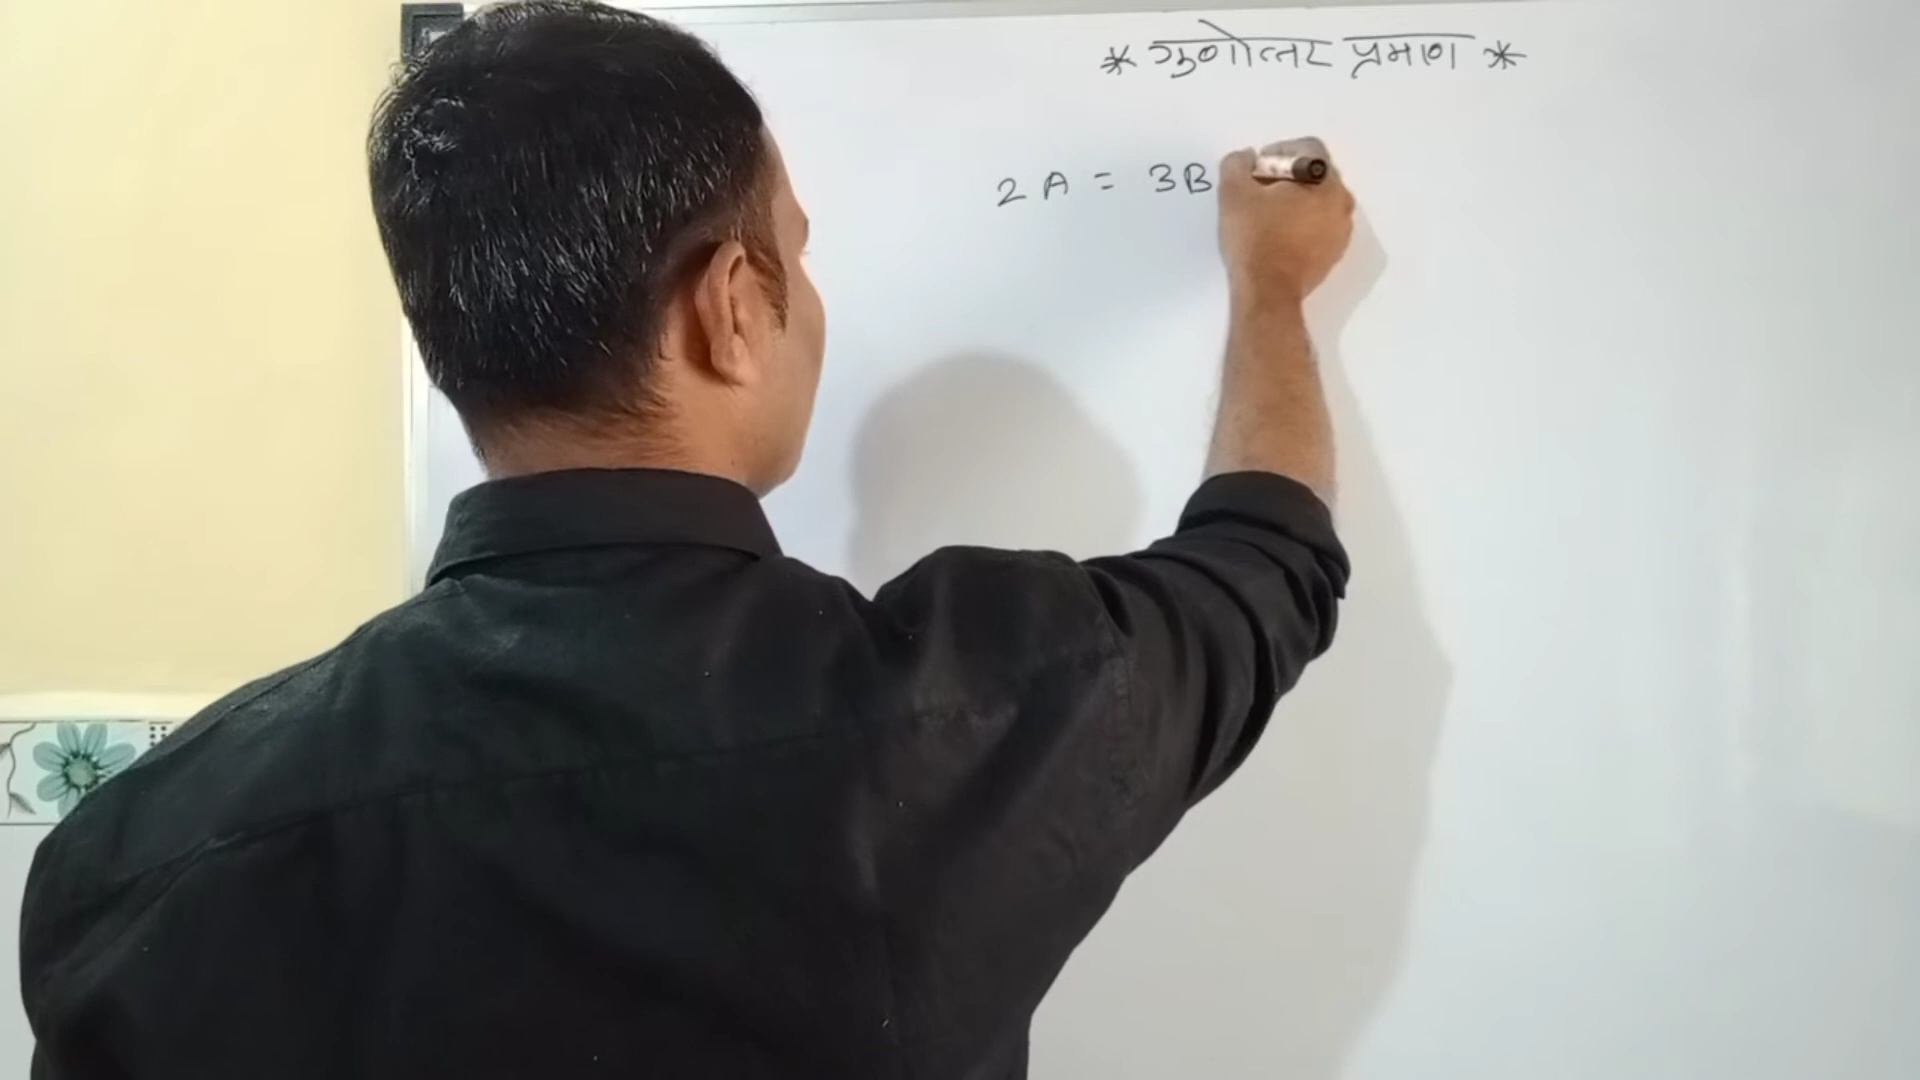 * गुणोत्तर प्रमाण *
2A = 3B